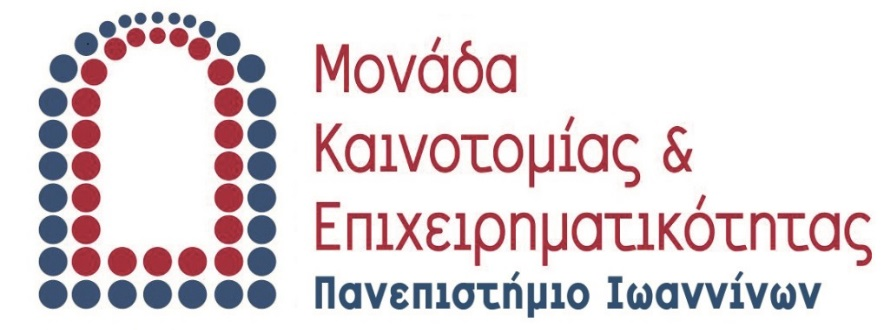 Μονάδα
Καινοτομίας &
Επιχειρηματικότητας
Πανεπιστήμιο Ιωαννίνων